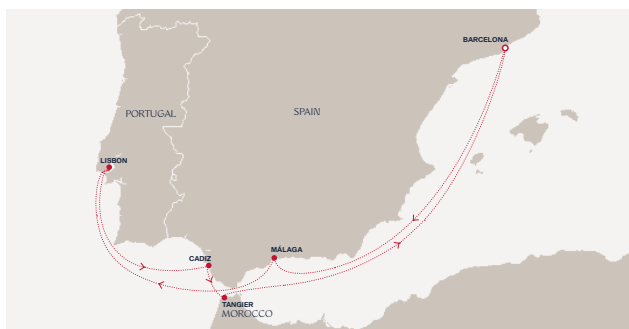 BARCELONA
PORTUGAL
SPAIN
LISBON
MÁLAGA
CADIZ
TANGIER
MOROCCO